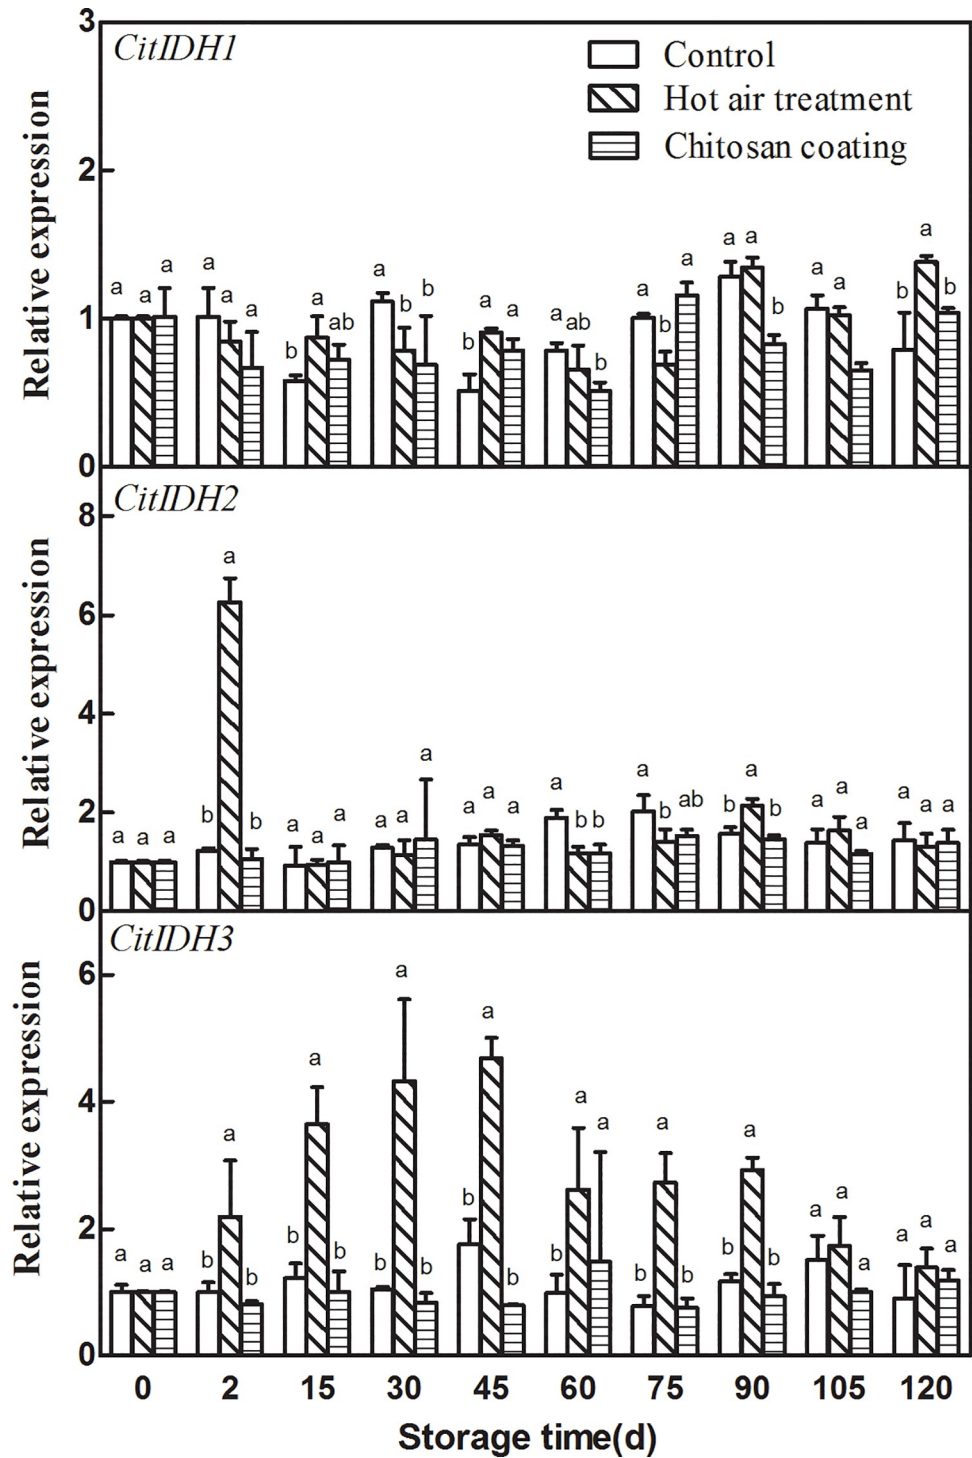 3
CitIDH1
Control
Hot air treatment
Chitosan coating
2
1
0
Relative expression
a a a a a a b a ab a b b b a a a ab b a b a a a b a a b a b
CitIDH2
8
6
4
2
0
Relative expression
a a a b a b a a a a a a a a a a b b a b ab b a b a a a a a a
CitIDH3
6
4
2
0
Relative expression
a a a b a b b a b b a b b a b b a a b a b b a b a a a a a a
0 2 15 30 45 60 75 90 105 120
Storage time(d)